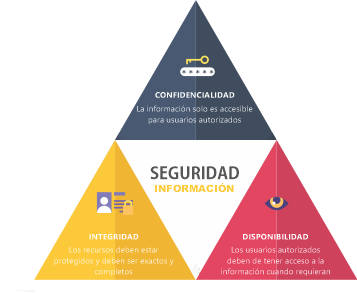 CONFIDENCIALIDAD
La información solo es accesible
para usuarios autorizados
SEGURIDAD
INFORMACIÓN
INTEGRIDAD
Los recursos deben estar
protegidos y deben ser exactos y
completos
DISPONIBILIDAD
Los usuarios autorizados
deben de tener acceso a la
información cuando requieran